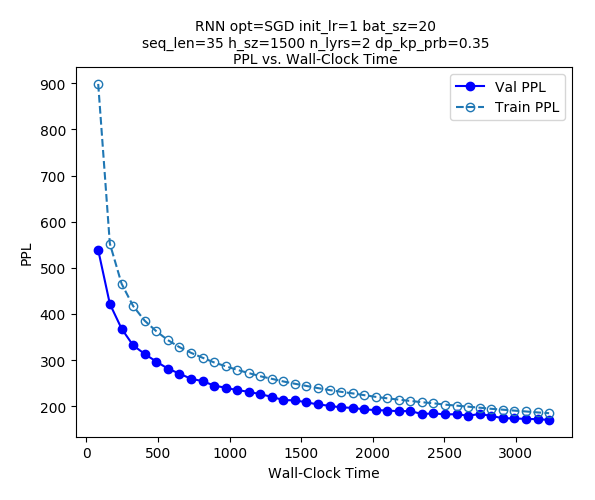 RNN opt=SGD init_lr=1 bat_sz=20
seq_len=35 h_sz=1500 n_lyrs=2 dp_kp_prb=0.35
PPL vs. Wall-Clock Time
Val PPL
Train PPL
900
800
700
600
500
400
300
200
PPL
0 500 1000 1500 2000 2500 3000
Wall-Clock Time